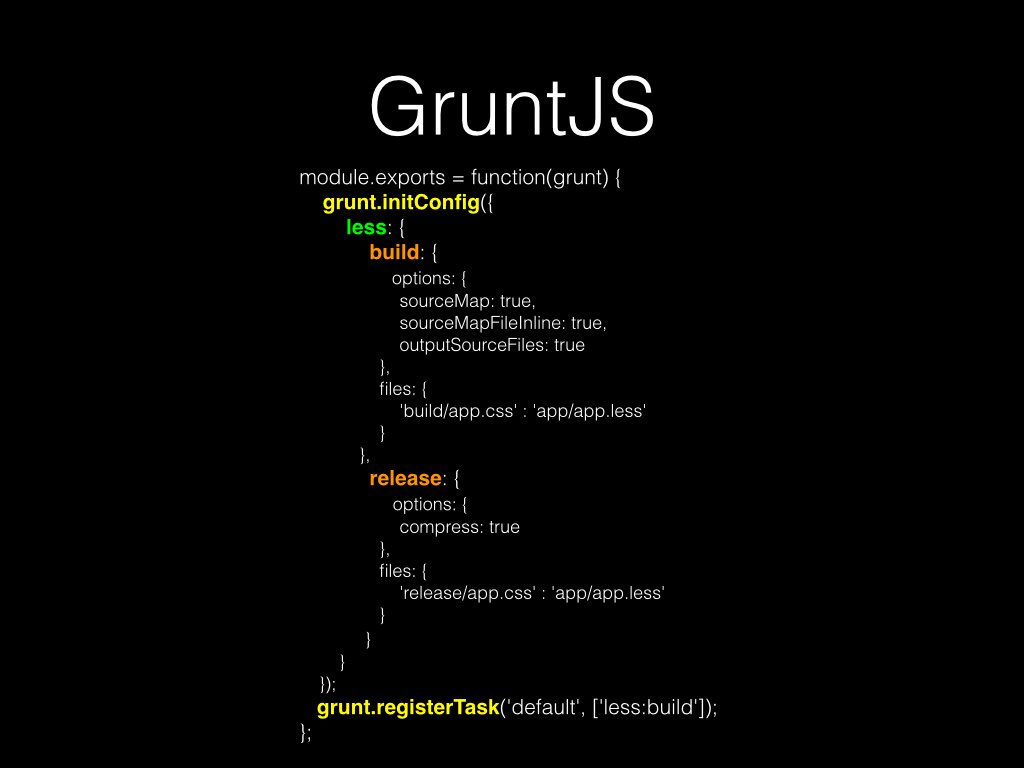 GruntJS
module.exports = function(grunt) {
grunt.initConfig({
less: {
build: {
options: {
sourceMap: true,
sourceMapFileInline: true,
outputSourceFiles: true
},
files: {
'build/app.css' : 'app/app.less'
}
},
release: {
options: {
compress: true
},
files: {
'release/app.css' : 'app/app.less'
}
}
}
});
grunt.registerTask('default', ['less:build']);
};